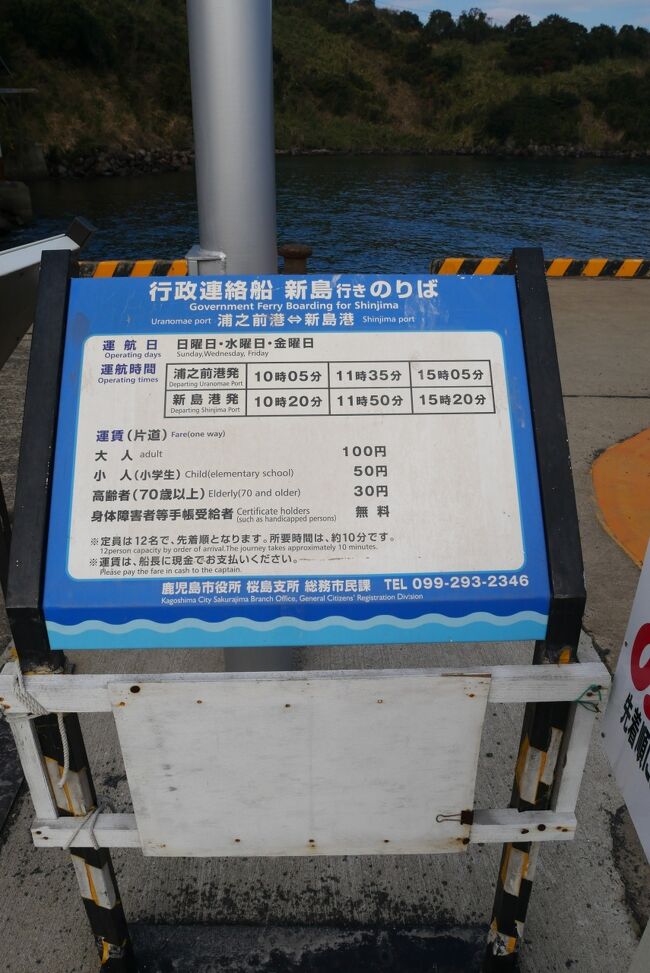 行政連絡船 新島行きのりば
Government Ferry Boarding for Shinjima
Uranomae port 浦之前港⇔新島港 Shinjima port
運航日 日曜日・水曜日・金曜日
Operating days Sunday,Wednesday, Friday
運航時間 浦之前港発 10時05分 11時35分 15時05分
Operating times Departing Uranomae Port
新島港発 10時20分 11時50分 15時20分
Departing Shinjima Port
運賃(片道) Fare(one way)
大人 adult 100円
小人(小学生) Child(elementary school) 50円
高齢者(70歳以上) Elderly(70 and older) 30円
身体障害者等手帳受給者 Certificate holders (such as handicapped persons) 無料
※定員は12名で、先着順となります。所要時間は、約10分です。
12person capacity by order of arrival.The journey takes approximately 10 minutes.
※運賃は、船長に現金でお支払いください。
Please pay the fare in cash to the captain.
鹿児島市役所 桜島支所 総務市民課 TEL 099-293-2346
Kagoshima City Sakurajima Branch Office, General Citizens' Registration Division
先着順